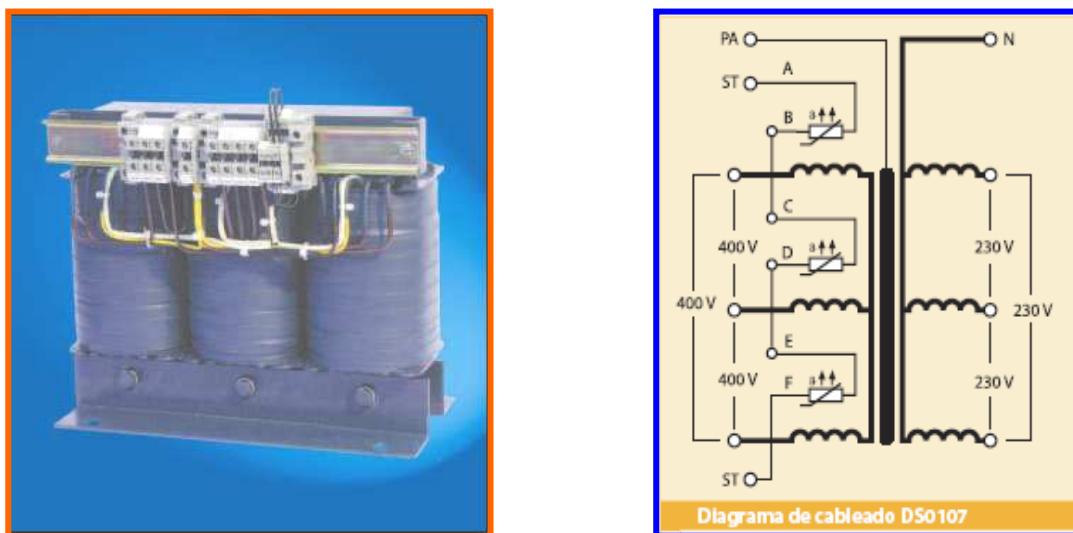 PA
N
A
ST
B
a
C
400 V
D
a
230 V
400 V
230 V
E
400 V
F
a
230 V
ST
Diagrama de cableado DS0107